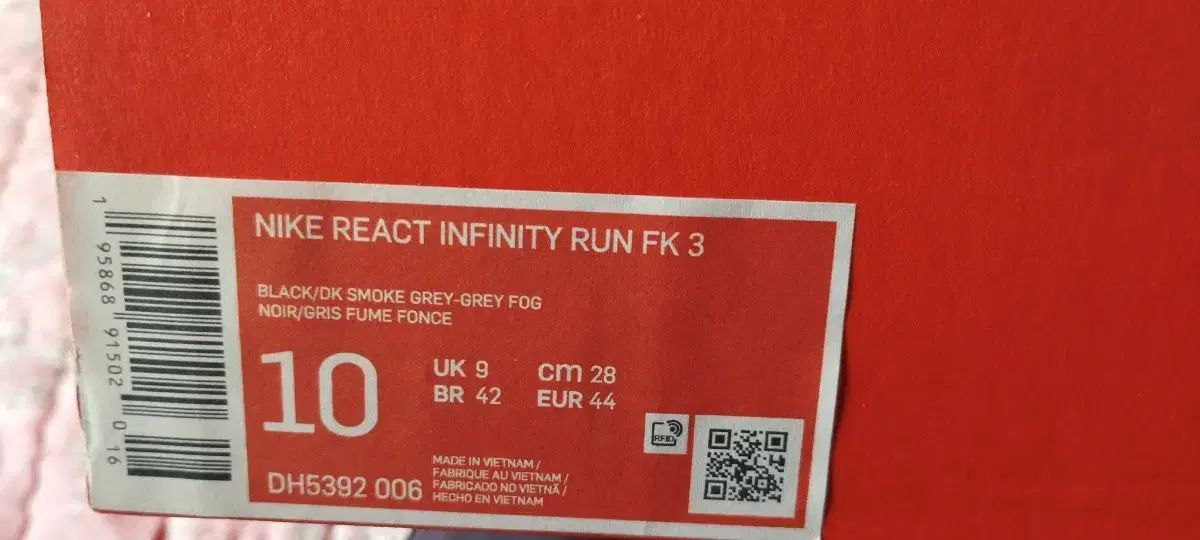 NIKE REACT INFINITY RUN FK 3
BLACK/DK SMOKE GREY-GREY FOG
NOIR/GRIS FUME FONCE
10
UK 9 cm 28
BR 42 EUR 44
RFID
DH5392 006
MADE IN VIETNAM /
FABRIQUE AU VIETNAM /
FABRICADO NO VIETNÃ /
HECHO EN VIETNAM
1 95868 91502 0 16